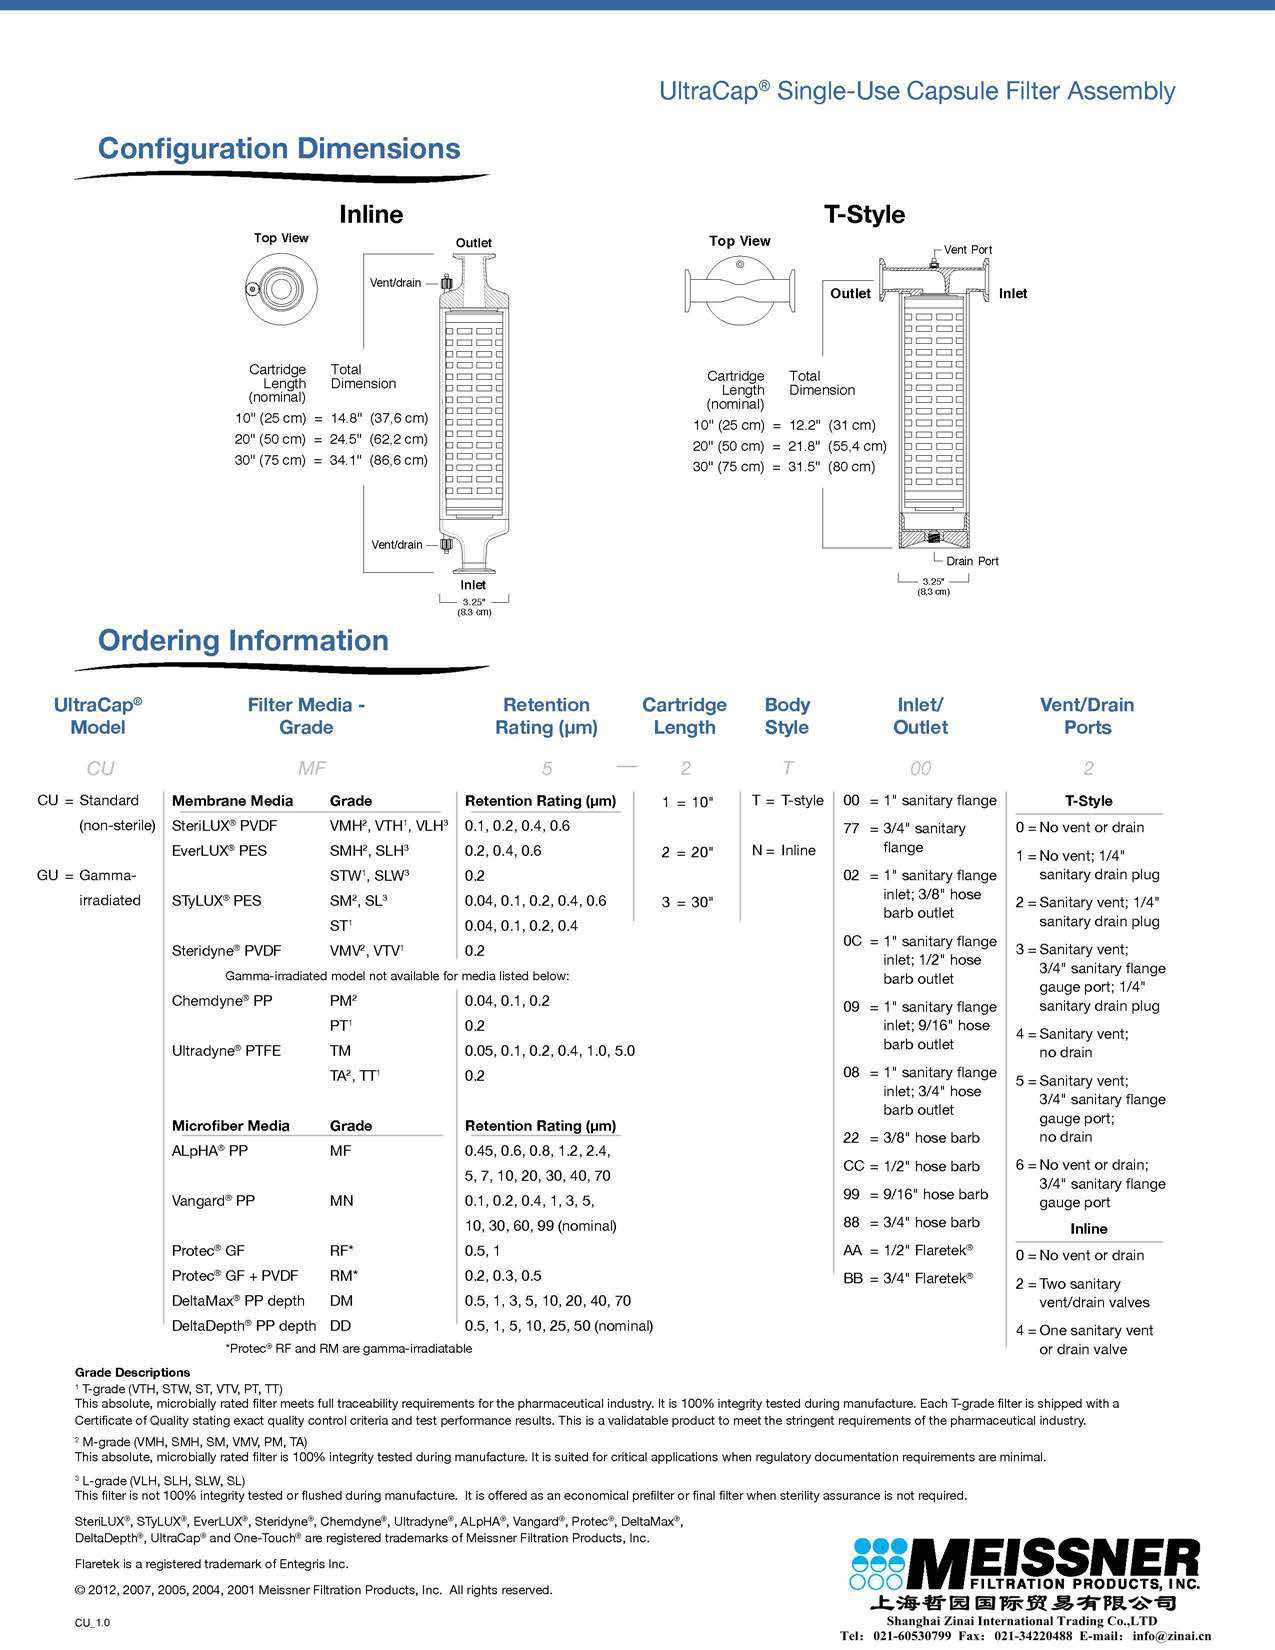 UltraCap® Single-Use Capsule Filter Assembly
Configuration Dimensions
Inline
Top View
Outlet
Vent/drain
Cartridge Length (nominal) Total Dimension
10" (25 cm) = 14.8" (37,6 cm)
20" (50 cm) = 24.5" (62,2 cm)
30" (75 cm) = 34.1" (86,6 cm)
Vent/drain
Inlet
3.25"
(8.3 cm)
T-Style
Top View
Vent Port
Outlet
Inlet
Cartridge Length (nominal) Total Dimension
10" (25 cm) = 12.2" (31 cm)
20" (50 cm) = 21.8" (55,4 cm)
30" (75 cm) = 31.5" (80 cm)
Drain Port
3.25"
(8,3 cm)
Ordering Information
UltraCap® Model
CU
CU = Standard
(non-sterile)
GU = Gamma-
irradiated
Filter Media - Grade
Retention Rating (µm)
MF 5 —
Membrane Media Grade Retention Rating (µm)
SteriLUX® PVDF VMH², VTH¹, VLH³ 0.1, 0.2, 0.4, 0.6
EverLUX® PES SMH², SLH³ 0.2, 0.4, 0.6
STW¹, SLW³ 0.2
STyLUX® PES SM², SL³ 0.04, 0.1, 0.2, 0.4, 0.6
ST¹ 0.04, 0.1, 0.2, 0.4
Steridyne® PVDF VMV², VTV¹ 0.2
Gamma-irradiated model not available for media listed below:
Chemdyne® PP PM² 0.04, 0.1, 0.2
PT¹ 0.2
Ultradyne® PTFE TM 0.05, 0.1, 0.2, 0.4, 1.0, 5.0
TA², TT¹ 0.2
Microfiber Media Grade Retention Rating (µm)
ALpHA® PP MF 0.45, 0.6, 0.8, 1.2, 2.4,
5, 7, 10, 20, 30, 40, 70
Vangard® PP MN 0.1, 0.2, 0.4, 1, 3, 5,
10, 30, 60, 99 (nominal)
Protec® GF RF* 0.5, 1
Protec® GF + PVDF RM* 0.2, 0.3, 0.5
DeltaMax® PP depth DM 0.5, 1, 3, 5, 10, 20, 40, 70
DeltaDepth® PP depth DD 0.5, 1, 5, 10, 25, 50 (nominal)
*Protec® RF and RM are gamma-irradiatable
Cartridge Length
2
1 = 10"
2 = 20"
3 = 30"
Body Style
T
T = T-style
N = Inline
Inlet/ Outlet
00
00 = 1" sanitary flange
77 = 3/4" sanitary
flange
02 = 1" sanitary flange
inlet; 3/8" hose
barb outlet
0C = 1" sanitary flange
inlet; 1/2" hose
barb outlet
09 = 1" sanitary flange
inlet; 9/16" hose
barb outlet
08 = 1" sanitary flange
inlet; 3/4" hose
barb outlet
22 = 3/8" hose barb
CC = 1/2" hose barb
99 = 9/16" hose barb
88 = 3/4" hose barb
AA = 1/2" Flaretek®
BB = 3/4" Flaretek®
Vent/Drain Ports
2
T-Style
0 = No vent or drain
1 = No vent; 1/4"
sanitary drain plug
2 = Sanitary vent; 1/4"
sanitary drain plug
3 = Sanitary vent;
3/4" sanitary flange
gauge port; 1/4"
sanitary drain plug
4 = Sanitary vent;
no drain
5 = Sanitary vent;
3/4" sanitary flange
gauge port;
no drain
6 = No vent or drain;
3/4" sanitary flange
gauge port
Inline
0 = No vent or drain
2 = Two sanitary
vent/drain valves
4 = One sanitary vent
or drain valve
Grade Descriptions
¹ T-grade (VTH, STW, ST, VTV, PT, TT)
This absolute, microbially rated filter meets full traceability requirements for the pharmaceutical industry. It is 100% integrity tested during manufacture. Each T-grade filter is shipped with a
Certificate of Quality stating exact quality control criteria and test performance results. This is a validatable product to meet the stringent requirements of the pharmaceutical industry.
² M-grade (VMH, SMH, SM, VMV, PM, TA)
This absolute, microbially rated filter is 100% integrity tested during manufacture. It is suited for critical applications when regulatory documentation requirements are minimal.
³ L-grade (VLH, SLH, SLW, SL)
This filter is not 100% integrity tested or flushed during manufacture. It is offered as an economical prefilter or final filter when sterility assurance is not required.
SteriLUX®, STyLUX®, EverLUX®, Steridyne®, Chemdyne®, Ultradyne®, ALpHA®, Vangard®, Protec®, DeltaMax®,
DeltaDepth®, UltraCap® and One-Touch® are registered trademarks of Meissner Filtration Products, Inc.
Flaretek is a registered trademark of Entegris Inc.
© 2012, 2007, 2005, 2004, 2001 Meissner Filtration Products, Inc. All rights reserved.
CU_1.0
MEISSNER
FILTRATION PRODUCTS, INC.
上海哲园国际贸易有限公司
Shanghai Zinai International Trading Co.,LTD
Tel: 021-60530799 Fax: 021-34220488 E-mail: info@zinai.cn